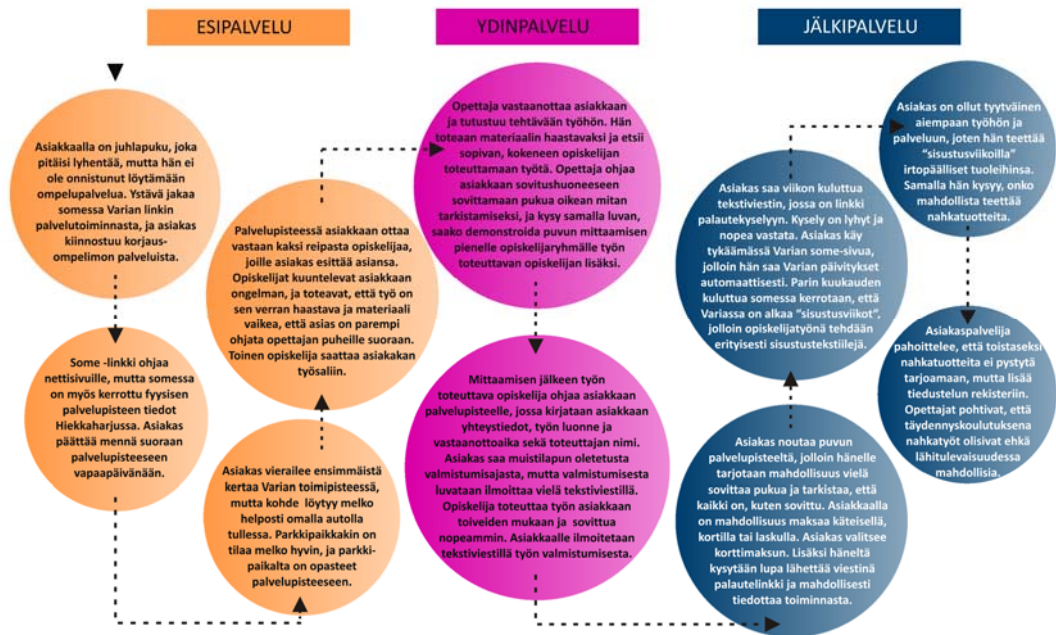 ESIPALVELU
Asiakkaalla on juhlapuku, joka
pitäisi lyhentää, mutta hän ei
ole onnistunut löytämään
ompelupalvelua. Ystävä jakaa
somessa Varian linkin
palvelutoiminnasta, ja asiakas
kiinnostuu korjaus-
ompelimon palveluista.
Some -linkki ohjaa
nettisivuille, mutta somessa
on myös kerrottu fyysisen
palvelupisteen tiedot
Hiekkaharjussa. Asiakas
päättää mennä suoraan
palvelupisteeseen
vapaapäivänään.
Asiakas vierailee ensimmäistä
kertaa Varian toimipisteessä,
mutta kohde löytyy melko
helposti omalla autolla
tullessa. Parkkipaikkakin on
tilaa melko hyvin, ja parkki-
paikalta on opasteet
palvelupisteeseen.
Palvelupisteessä asiakkaan ottaa
vastaan kaksi reipasta opiskelijaa,
joille asiakas esittää asiansa.
Opiskelijat kuuntelevat asiakkaan
ongelman, ja toteavat, että työ on
sen verran haastava ja materiaali
vaikea, että asias on parempi
ohjata opettajan puheille suoraan.
Toinen opiskelija saattaa asiakakan
työsaliin.
YDINPALVELU
Opettaja vastaanottaa asiakkaan
ja tutustuu tehtävään työhön. Hän
toteaan materiaalin haastavaksi ja etsii
sopivan, kokeneen opiskelijan
toteuttamaan työtä. Opettaja ohjaa
asiakkaan sovitushuoneeseen
sovittamaan pukua oikean mitan
tarkistamiseksi, ja kysy samalla luvan,
saako demonstroida puvun mittaamisen
pienelle opiskelijaryhmälle työn
toteuttavan opiskelijan lisäksi.
Mittaamisen jälkeen työn
toteuttava opiskelija ohjaa asiakkaan
palvelupisteelle, jossa kirjataan asiakkaan
yhteystiedot, työn luonne ja
vastaanottoaika sekä toteuttajan nimi.
Asiakas saa muistilapun oletetusta
valmistumisajasta, mutta valmistumisesta
luvataan ilmoittaa vielä tekstiviestillä.
Opiskelija toteuttaa työn asiakkaan
toiveiden mukaan ja sovittua
nopeammin. Asiakkaalle ilmoitetaan
tekstiviestillä työn valmistumisesta.
JÄLKIPALVELU
Asiakas noutaa puvun
palvelupisteeltä, jolloin hänelle
tarjotaan mahdollisuus vielä
sovittaa pukua ja tarkistaa, että
kaikki on, kuten sovittu. Asiakkaalla
on mahdollisuus maksaa käteisellä,
kortilla tai laskulla. Asiakas valitsee
korttimaksun. Lisäksi häneltä
kysytään lupa lähettää viestinä
palautelinkki ja mahdollisesti
tiedottaa toiminnasta.
Asiakas saa viikon kuluttua
tekstiviestin, jossa on linkki
palautekyselyyn. Kysely on lyhyt ja
nopea vastata. Asiakas käy
tykäämässä Varian some-sivua,
jolloin hän saa Varian päivitykset
automaattisesti. Parin kuukauden
kuluttua somessa kerrotaan, että
Variassa on alkaa “sisustusviikot”,
jolloin opiskelijatyönä tehdään
erityisesti sisustustekstiilejä.
Asiakas on ollut tyytväinen
aiempaan työhön ja
palveluun, joten hän teettää
“sisustusviikoilla”
irtopäälliset tuoleihinsa.
Samalla hän kysyy, onko
mahdollista teettää
nahkatuotteita.
Asiakaspalvelija
pahoittelee, että toistaseksi
nahkatuotteita ei pystytä
tarjoamaan, mutta lisää
tiedustelun rekisteriin.
Opettajat pohtivat, että
täydennyskoulutuksena
nahkatyöt olisivat ehkä
lähitulevaisuudessa
mahdollisia.